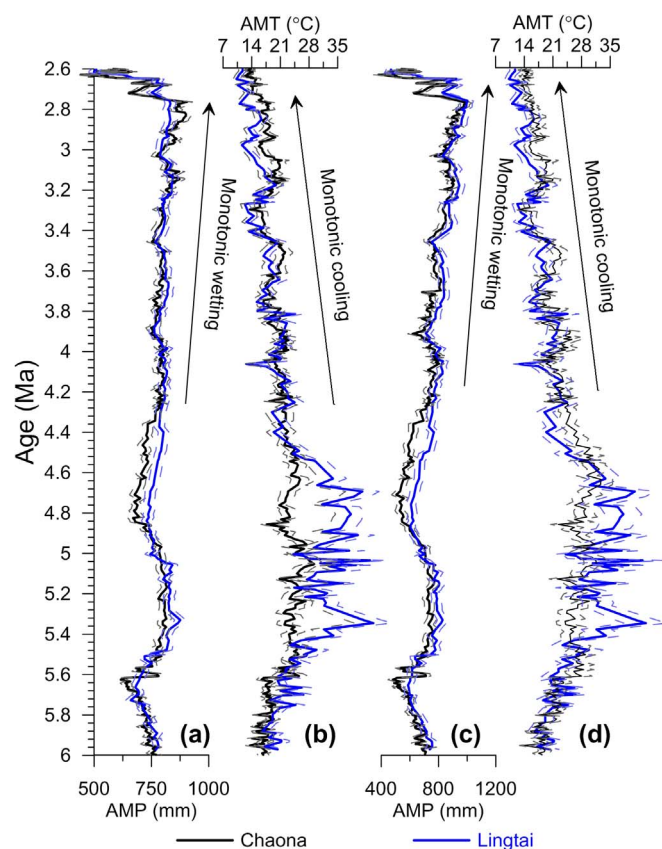 AMT (°C) AMT (°C)
7 14 21 28 35 7 14 21 28 35
2.6
2.8
3
3.2
3.4
3.6
3.8
4
4.2
4.4
4.6
4.8
5
5.2
5.4
5.6
5.8
6
Age (Ma)
Monotonic wetting
Monotonic cooling
Monotonic wetting
Monotonic cooling
(a) (b) (c) (d)
500 750 1000 400 800 1200
AMP (mm) AMP (mm)
Chaona Lingtai